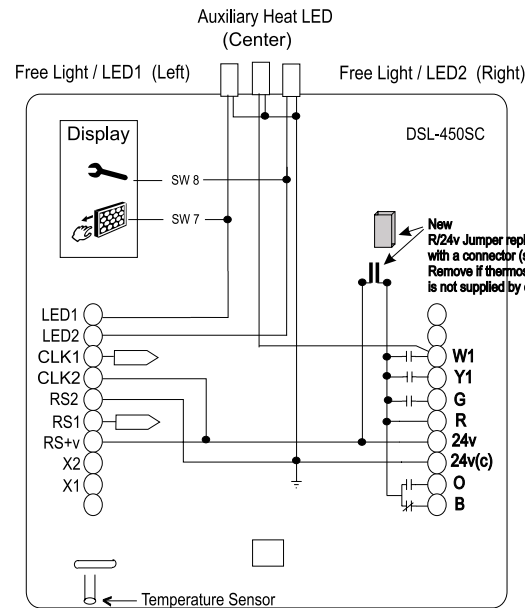 Auxiliary Heat LED
(Center)
Free Light / LED1 (Left)
Free Light / LED2 (Right)
Display
DSL-450SC
SW 8
SW 7
New
R/24v Jumper
with a connector
Remove if
is not supplied by
LED1
LED2
CLK1
CLK2
RS2
RS1
RS+v
X2
X1
W1
Y1
G
R
24v
24v(c)
O
B
Temperature Sensor